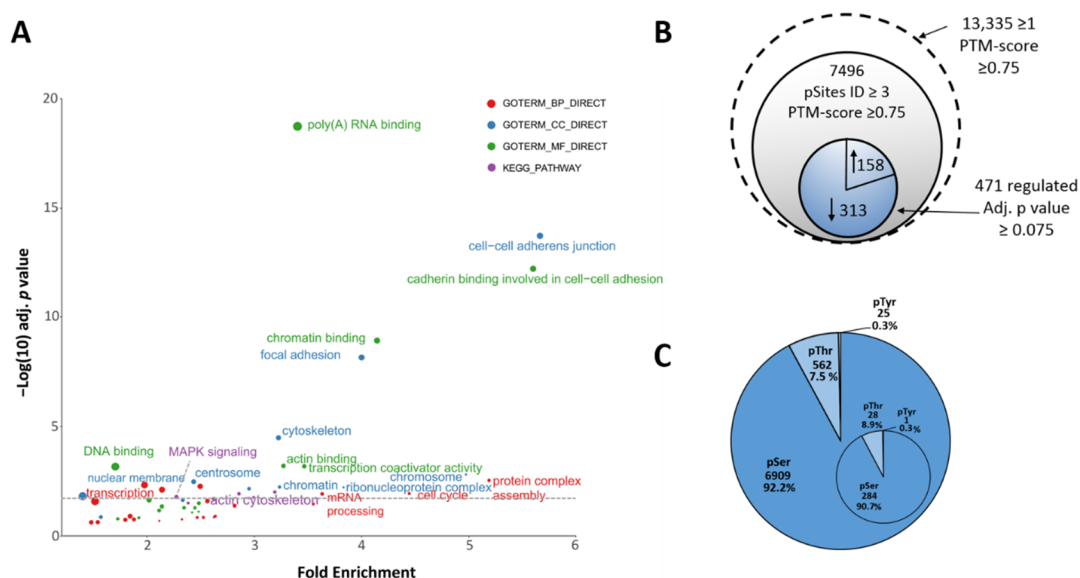 A
20
15
10
5
0
2
3
4
5
6
−Log(10) adj. p value
Fold Enrichment
GOTERM_BP_DIRECT
GOTERM_CC_DIRECT
GOTERM_MF_DIRECT
KEGG_PATHWAY
poly(A) RNA binding
cell−cell adherens junction
cadherin binding involved in cell−cell adhesion
chromatin binding
focal adhesion
cytoskeleton
DNA binding
MAPK signaling
actin binding
transcription coactivator activity
nuclear membrane
centrosome
chromosome
protein complex
assembly
transcription
chromatin
ribonucleoprotein complex
actin cytoskeleton
mRNA
processing
cell cycle
B
13,335 ≥1
PTM-score
≥0.75
7496
pSites ID ≥ 3
PTM-score ≥0.75
↑158
↓313
471 regulated
Adj. p value
≥ 0.075
C
pTyr
25
0.3%
pThr
562
7.5 %
pSer
6909
92.2%
pThr
28
8.9%
pTyr
1
0.3%
pSer
284
90.7%